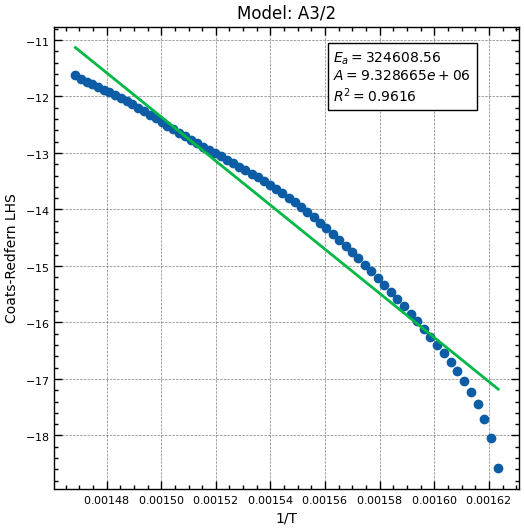 Model: A3/2
E_a = 324608.56
A = 9.328665e + 06
R^2 = 0.9616
Coats-Redfern LHS
−11
−12
−13
−14
−15
−16
−17
−18
0.00148 0.00150 0.00152 0.00154 0.00156 0.00158 0.00160 0.00162
1/T